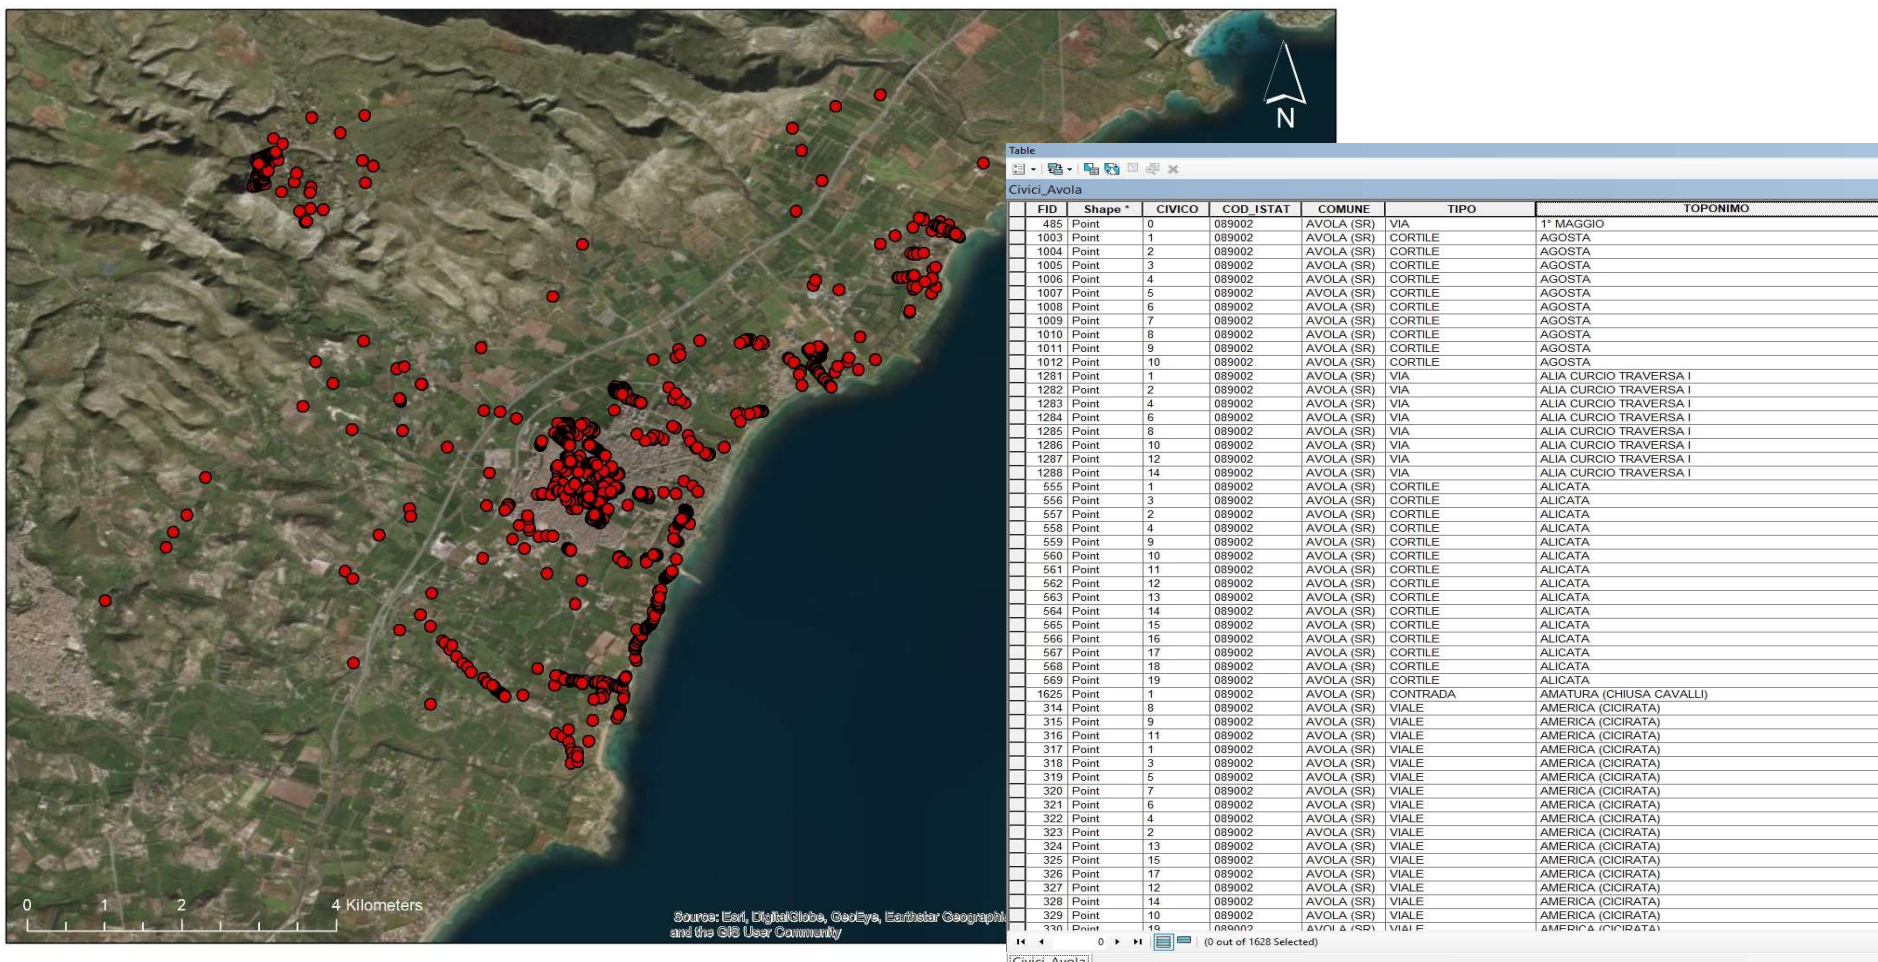 N
0 1 2 4 Kilometers
Source: Esri, DigitalGlobe, GeoEye, Earthstar Geographi
and the GIS User Community
Table
Civici_Avola
FID Shape * CIVICO COD_ISTAT COMUNE TIPO TOPONIMO
485 Point 0 089002 AVOLA (SR) VIA 1° MAGGIO
1003 Point 1 089002 AVOLA (SR) CORTILE AGOSTA
1004 Point 2 089002 AVOLA (SR) CORTILE AGOSTA
1005 Point 3 089002 AVOLA (SR) CORTILE AGOSTA
1006 Point 4 089002 AVOLA (SR) CORTILE AGOSTA
1007 Point 5 089002 AVOLA (SR) CORTILE AGOSTA
1008 Point 6 089002 AVOLA (SR) CORTILE AGOSTA
1009 Point 7 089002 AVOLA (SR) CORTILE AGOSTA
1010 Point 8 089002 AVOLA (SR) CORTILE AGOSTA
1011 Point 9 089002 AVOLA (SR) CORTILE AGOSTA
1012 Point 10 089002 AVOLA (SR) CORTILE AGOSTA
1281 Point 1 089002 AVOLA (SR) VIA ALIA CURCIO TRAVERSA I
1282 Point 2 089002 AVOLA (SR) VIA ALIA CURCIO TRAVERSA I
1283 Point 4 089002 AVOLA (SR) VIA ALIA CURCIO TRAVERSA I
1284 Point 6 089002 AVOLA (SR) VIA ALIA CURCIO TRAVERSA I
1285 Point 8 089002 AVOLA (SR) VIA ALIA CURCIO TRAVERSA I
1286 Point 10 089002 AVOLA (SR) VIA ALIA CURCIO TRAVERSA I
1287 Point 12 089002 AVOLA (SR) VIA ALIA CURCIO TRAVERSA I
1288 Point 14 089002 AVOLA (SR) VIA ALIA CURCIO TRAVERSA I
555 Point 1 089002 AVOLA (SR) CORTILE ALICATA
556 Point 3 089002 AVOLA (SR) CORTILE ALICATA
557 Point 2 089002 AVOLA (SR) CORTILE ALICATA
558 Point 4 089002 AVOLA (SR) CORTILE ALICATA
559 Point 9 089002 AVOLA (SR) CORTILE ALICATA
560 Point 10 089002 AVOLA (SR) CORTILE ALICATA
561 Point 11 089002 AVOLA (SR) CORTILE ALICATA
562 Point 12 089002 AVOLA (SR) CORTILE ALICATA
563 Point 13 089002 AVOLA (SR) CORTILE ALICATA
564 Point 14 089002 AVOLA (SR) CORTILE ALICATA
565 Point 15 089002 AVOLA (SR) CORTILE ALICATA
566 Point 16 089002 AVOLA (SR) CORTILE ALICATA
567 Point 17 089002 AVOLA (SR) CORTILE ALICATA
568 Point 18 089002 AVOLA (SR) CORTILE ALICATA
569 Point 19 089002 AVOLA (SR) CORTILE ALICATA
1625 Point 1 089002 AVOLA (SR) CONTRADA AMATURA (CHIUSA CAVALLI)
314 Point 8 089002 AVOLA (SR) VIALE AMERICA (CICIRATA)
315 Point 9 089002 AVOLA (SR) VIALE AMERICA (CICIRATA)
316 Point 11 089002 AVOLA (SR) VIALE AMERICA (CICIRATA)
317 Point 1 089002 AVOLA (SR) VIALE AMERICA (CICIRATA)
318 Point 3 089002 AVOLA (SR) VIALE AMERICA (CICIRATA)
319 Point 5 089002 AVOLA (SR) VIALE AMERICA (CICIRATA)
320 Point 7 089002 AVOLA (SR) VIALE AMERICA (CICIRATA)
321 Point 6 089002 AVOLA (SR) VIALE AMERICA (CICIRATA)
322 Point 4 089002 AVOLA (SR) VIALE AMERICA (CICIRATA)
323 Point 2 089002 AVOLA (SR) VIALE AMERICA (CICIRATA)
324 Point 13 089002 AVOLA (SR) VIALE AMERICA (CICIRATA)
325 Point 15 089002 AVOLA (SR) VIALE AMERICA (CICIRATA)
326 Point 17 089002 AVOLA (SR) VIALE AMERICA (CICIRATA)
327 Point 12 089002 AVOLA (SR) VIALE AMERICA (CICIRATA)
328 Point 14 089002 AVOLA (SR) VIALE AMERICA (CICIRATA)
329 Point 10 089002 AVOLA (SR) VIALE AMERICA (CICIRATA)
330 Point 19 089002 AVOLA (SR) VIALE AMERICA (CICIRATA)
0 (0 out of 1628 Selected)
Civici_Avola